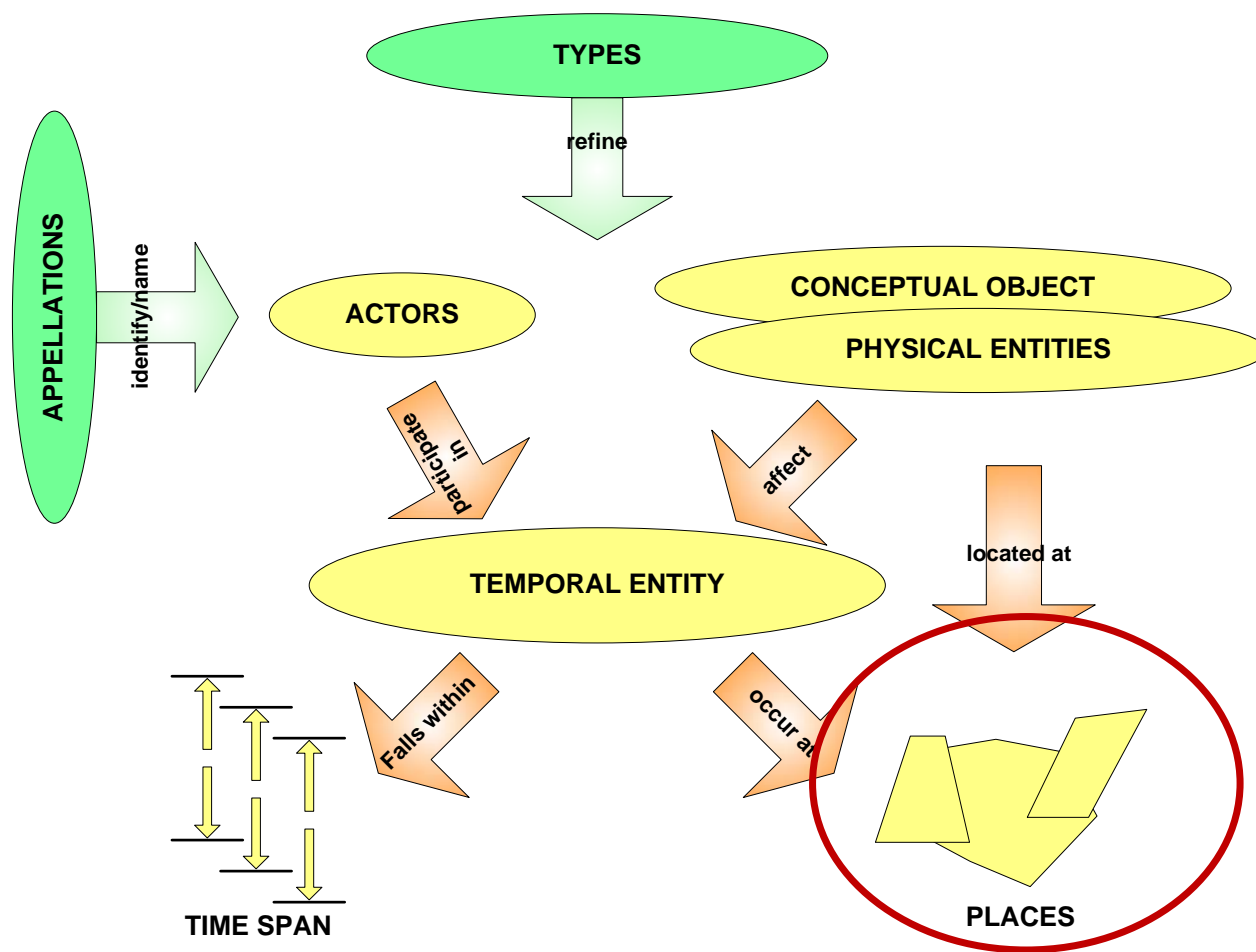 TYPES
refine
APPELLATIONS
identify/name
ACTORS
CONCEPTUAL OBJECT
PHYSICAL ENTITIES
participate
in
affect
located at
TEMPORAL ENTITY
Falls within
occur at
TIME SPAN
PLACES